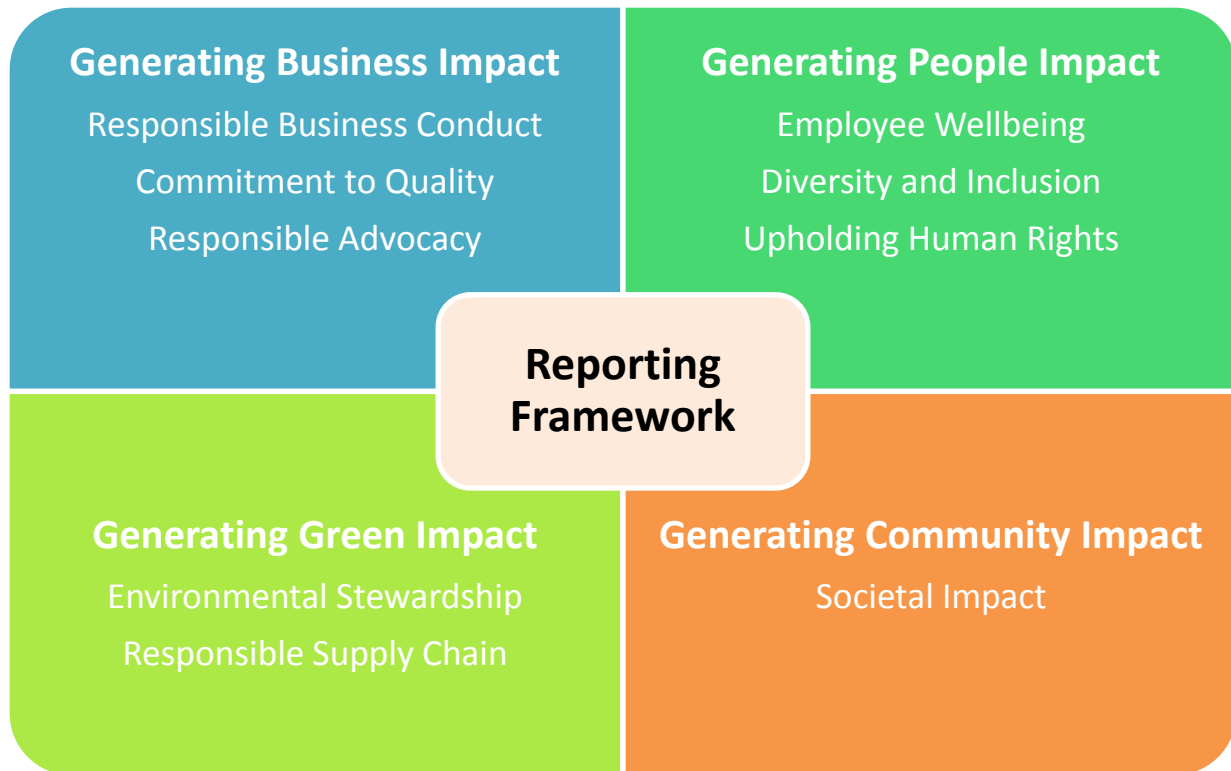 Generating Business Impact
Responsible Business Conduct
Commitment to Quality
Responsible Advocacy
Generating People Impact
Employee Wellbeing
Diversity and Inclusion
Upholding Human Rights
Reporting
Framework
Generating Green Impact
Environmental Stewardship
Responsible Supply Chain
Generating Community Impact
Societal Impact